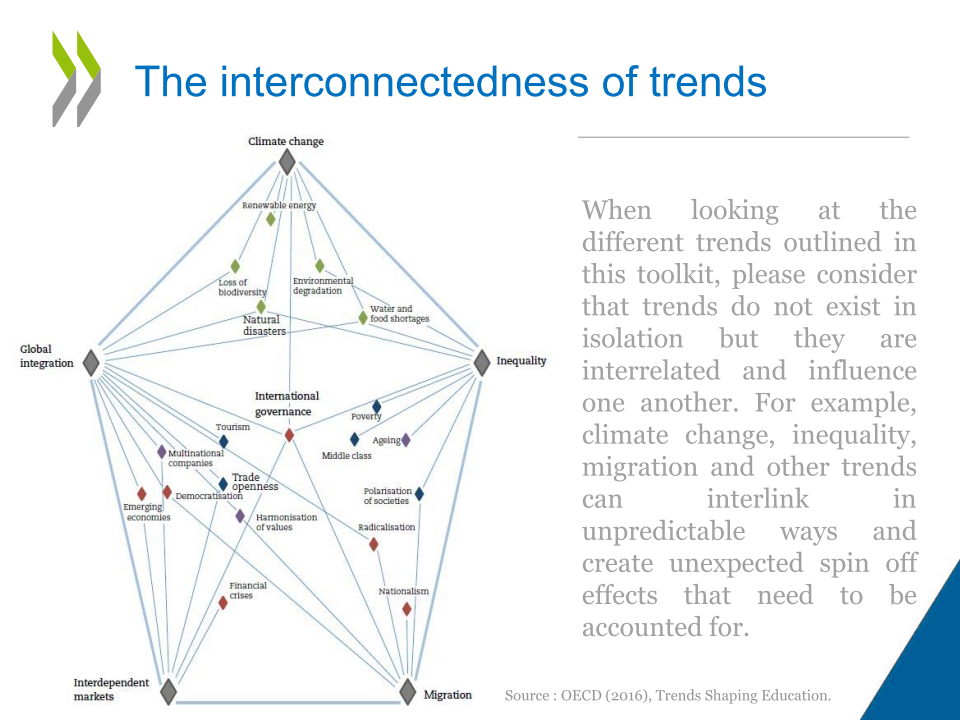 The interconnectedness of trends
Climate change
Renewable energy
Loss of
biodiversity
Environmental
degradation
Natural
disasters
Water and
food shortages
Global
integration
Inequality
International
governance
Poverty
Tourism
Middle class
Ageing
Multinational
companies
Trade
openness
Democratisation
Polarisation
of societies
Emerging
economies
Harmonisation
of values
Radicalisation
Financial
crises
Nationalism
Interdependent
markets
Migration
When looking at the
different trends outlined in
this toolkit, please consider
that trends do not exist in
isolation but they are
interrelated and influence
one another. For example,
climate change, inequality,
migration and other trends
can interlink in
unpredictable ways and
create unexpected spin off
effects that need to be
accounted for.
Source : OECD (2016), Trends Shaping Education.